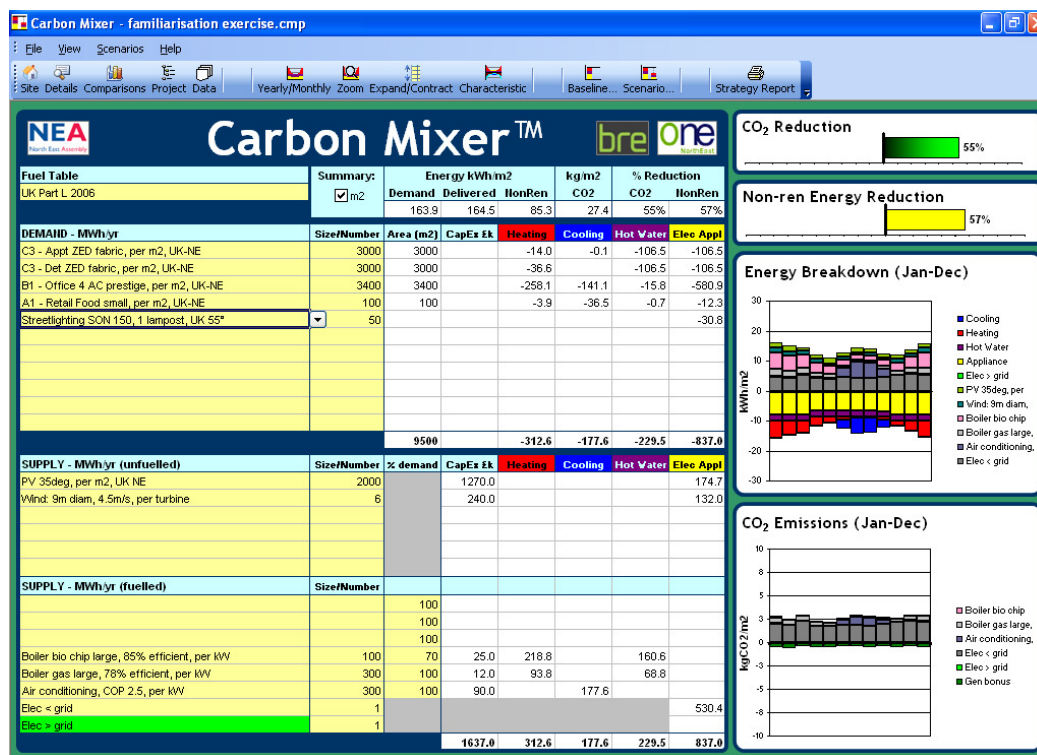 Carbon Mixer - familiarisation exercise.cmp
File View Scenarios Help
Site Details Comparisons Project Data Yearly/Monthly Zoom Expand/Contract Characteristic Baseline... Scenario... Strategy Report
NEA
North East Assembly
Carbon Mixer™
bre
one
NorthEast
Fuel Table Summary: Energy kWh/m2 kg/m2 % Reduction
UK Part L 2006 m2 Demand Delivered NonRen CO2 CO2 NonRen
163.9 164.5 85.3 27.4 55% 57%
DEMAND - MWh/yr Size/Number Area (m2) CapEx £k Heating Cooling Hot Water Elec Appl
C3 - Appt ZED fabric, per m2, UK-NE 3000 3000 -14.0 -0.1 -106.5 -106.5
C3 - Det ZED fabric, per m2, UK-NE 3000 3000 -36.6 -106.5 -106.5
B1 - Office 4 AC prestige, per m2, UK-NE 3400 3400 -258.1 -141.1 -15.8 -580.9
A1 - Retail Food small, per m2, UK-NE 100 100 -3.9 -36.5 -0.7 -12.3
Streetlighting SON 150, 1 lampost, UK 55° 50 -30.8
9500 -312.6 -177.6 -229.5 -837.0
SUPPLY - MWh/yr (unfuelled) Size/Number % demand CapEx £k Heating Cooling Hot Water Elec Appl
PV 35deg, per m2, UK NE 2000 1270.0 174.7
Wind: 9m diam, 4.5m/s, per turbine 6 240.0 132.0
SUPPLY - MWh/yr (fuelled) Size/Number
100
100
100
Boiler bio chip large, 85% efficient, per kW 100 70 25.0 218.8 160.6
Boiler gas large, 78% efficient, per kW 300 100 12.0 93.8 68.8
Air conditioning, COP 2.5, per kW 300 100 90.0 177.6
Elec < grid 1 530.4
Elec > grid 1
1637.0 312.6 177.6 229.5 837.0
CO2 Reduction
55%
Non-ren Energy Reduction
57%
Energy Breakdown (Jan-Dec)
kWh/m2
30
20
10
0
-10
-20
-30
Cooling
Heating
Hot Water
Appliance
Elec > grid
PV 35deg, per
Wind: 9m diam,
Boiler bio chip
Boiler gas large,
Air conditioning,
Elec < grid
CO2 Emissions (Jan-Dec)
kgCO2/m2
10
8
5
3
0
-3
-5
-8
-10
Boiler bio chip
Boiler gas large,
Air conditioning,
Elec < grid
Elec > grid
Gen bonus